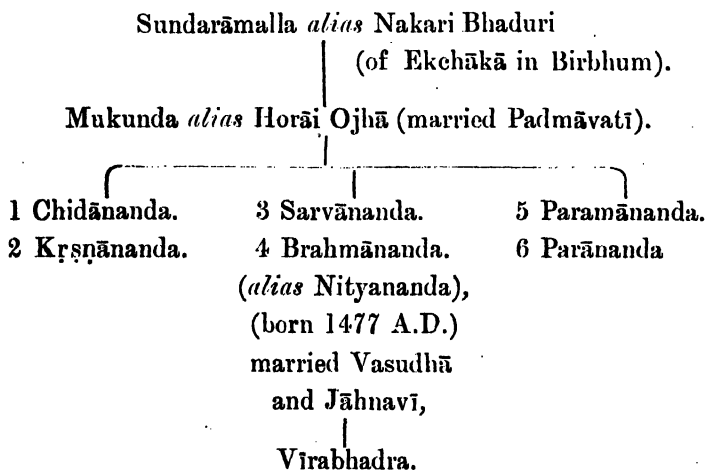 Sundarāmalla alias Nakari Bhaduri
(of Ekchākā in Birbhum).
Mukunda alias Horāi Ojhā (married Padmāvatī).
1 Chidānanda. 3 Sarvānanda. 5 Paramānanda.
2 Kṛṣṇānanda. 4 Brahmānanda. 6 Parānanda
(alias Nityananda),
(born 1477 A.D.)
married Vasudhā
and Jāhnavī,
Vīrabhadra.